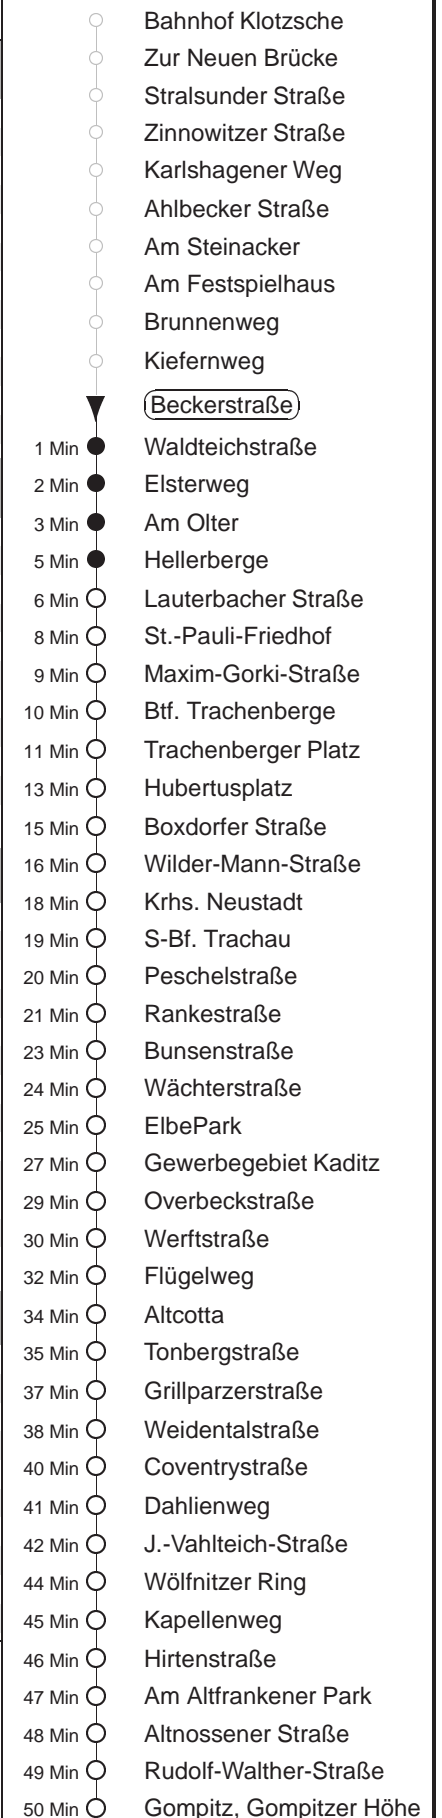 Bahnhof Klotzsche
Zur Neuen Brücke
Stralsunder Straße
Zinnowitzer Straße
Karlshagener Weg
Ahlbecker Straße
Am Steinacker
Am Festspielhaus
Brunnenweg
Kiefernweg
Beckerstraße
1 Min Waldteichstraße
2 Min Elsterweg
3 Min Am Olter
5 Min Hellerberge
6 Min Lauterbacher Straße
8 Min St.-Pauli-Friedhof
9 Min Maxim-Gorki-Straße
10 Min Btf. Trachenberge
11 Min Trachenberger Platz
13 Min Hubertusplatz
15 Min Boxdorfer Straße
16 Min Wilder-Mann-Straße
18 Min Krhs. Neustadt
19 Min S-Bf. Trachau
20 Min Peschelstraße
21 Min Rankestraße
23 Min Bunsenstraße
24 Min Wächterstraße
25 Min ElbePark
27 Min Gewerbegebiet Kaditz
29 Min Overbeckstraße
30 Min Werftstraße
32 Min Flügelweg
34 Min Altcotta
35 Min Tonbergstraße
37 Min Grillparzerstraße
38 Min Weidentalstraße
40 Min Coventrystraße
41 Min Dahlienweg
42 Min J.-Vahlteich-Straße
44 Min Wölfnitzer Ring
45 Min Kapellenweg
46 Min Hirtenstraße
47 Min Am Altfrankener Park
48 Min Altnossener Straße
49 Min Rudolf-Walther-Straße
50 Min Gompitz, Gompitzer Höhe